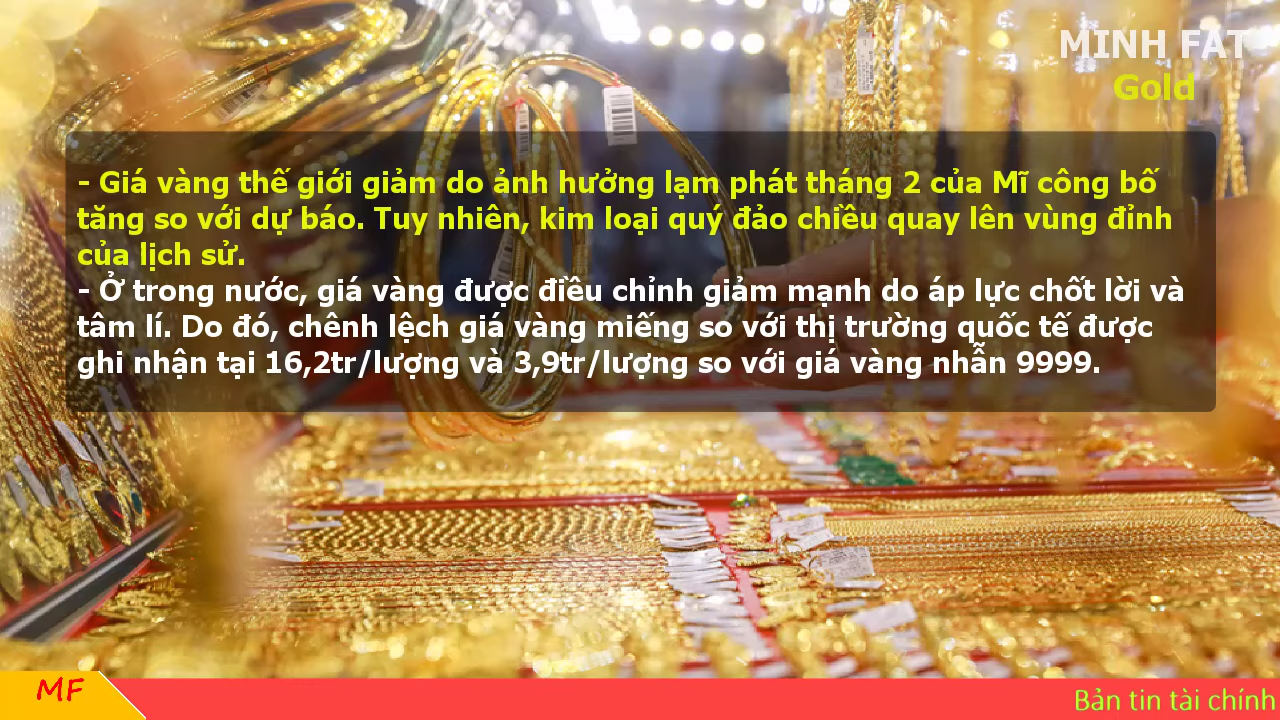 MINH FAT
Gold
- Giá vàng thế giới giảm do ảnh hưởng lạm phát tháng 2 của Mĩ công bố
tăng so với dự báo. Tuy nhiên, kim loại quý đảo chiều quay lên vùng đỉnh
của lịch sử.
- Ở trong nước, giá vàng được điều chỉnh giảm mạnh do áp lực chốt lời và
tâm lí. Do đó, chênh lệch giá vàng miếng so với thị trường quốc tế được
ghi nhận tại 16,2tr/lượng và 3,9tr/lượng so với giá vàng nhẫn 9999.
MF
Bản tin tài chính